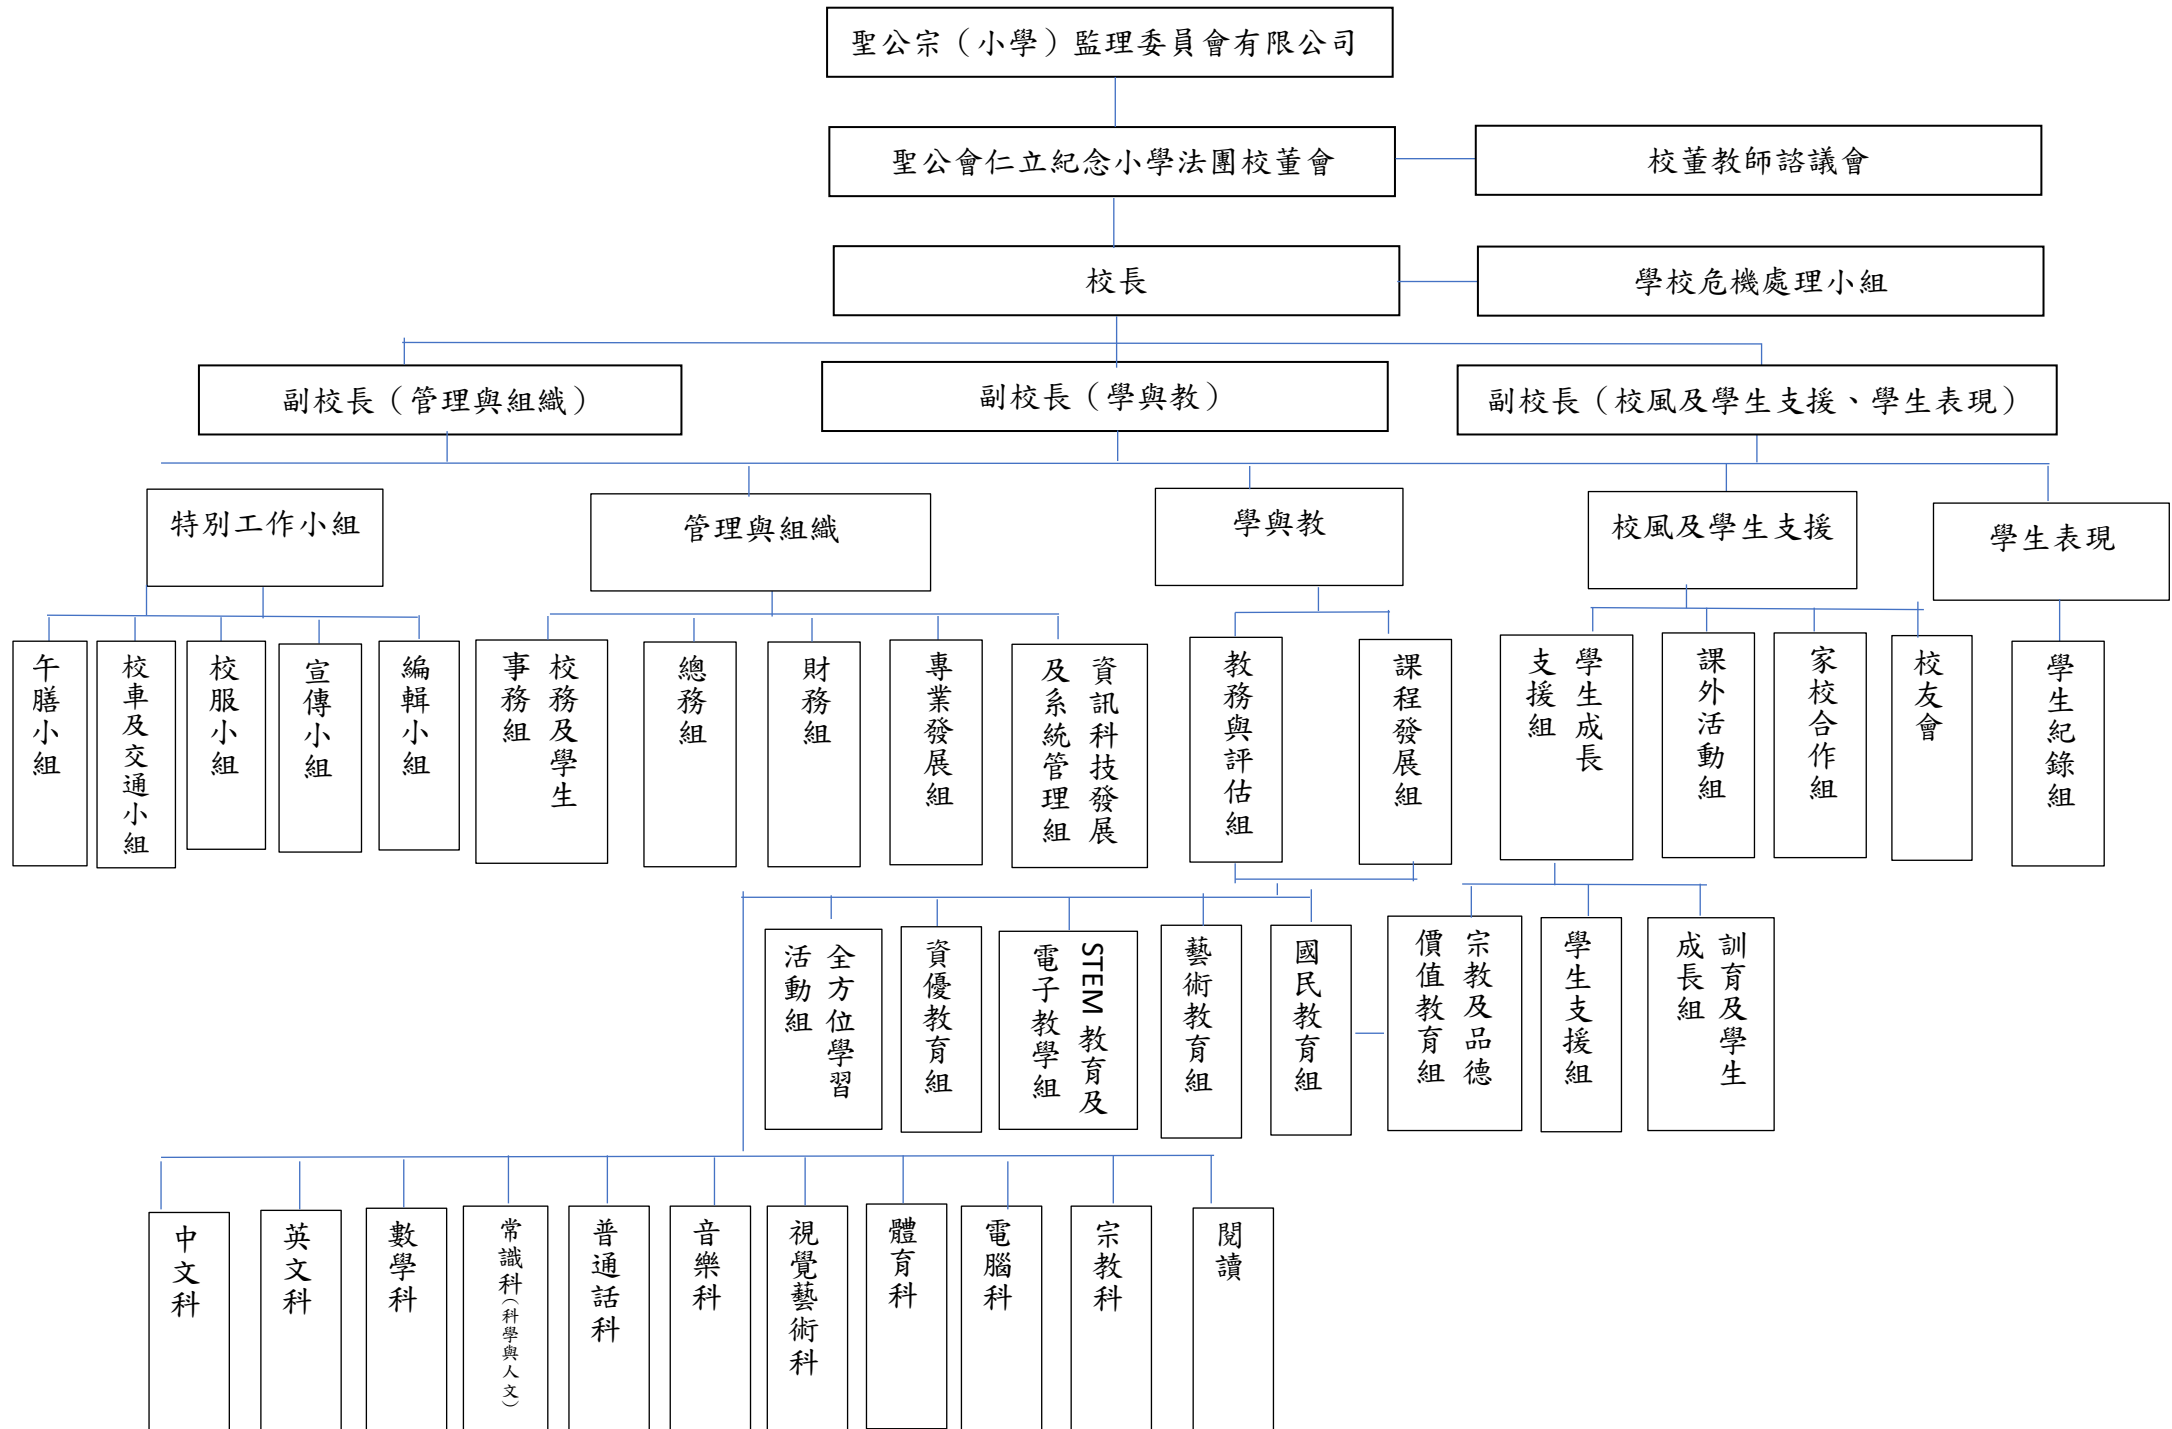 聖公宗（小學）監理委員會有限公司
聖公會仁立紀念小學法團校董會
校董教師諮議會
校長
學校危機處理小組
副校長（管理與組織）
副校長（學與教）
副校長（校風及學生支援、學生表現）
特別工作小組
管理與組織
學與教
校風及學生支援
學生表現
午膳小組
校車及交通小組
校服小組
宣傳小組
編輯小組
校務及學生
事務組
總務組
財務組
專業發展組
資訊科技發展
及系統管理組
教務與評估組
課程發展組
學生成長
支援組
課外活動組
家校合作組
校友會
學生紀錄組
全方位學習
活動組
資優教育組
STEM 教育及
電子教學組
藝術教育組
國民教育組
宗教及品德
價值教育組
學生支援組
訓育及學生
成長組
中文科
英文科
數學科
常識科（科學與人文）
普通話科
音樂科
視覺藝術科
體育科
電腦科
宗教科
閱讀